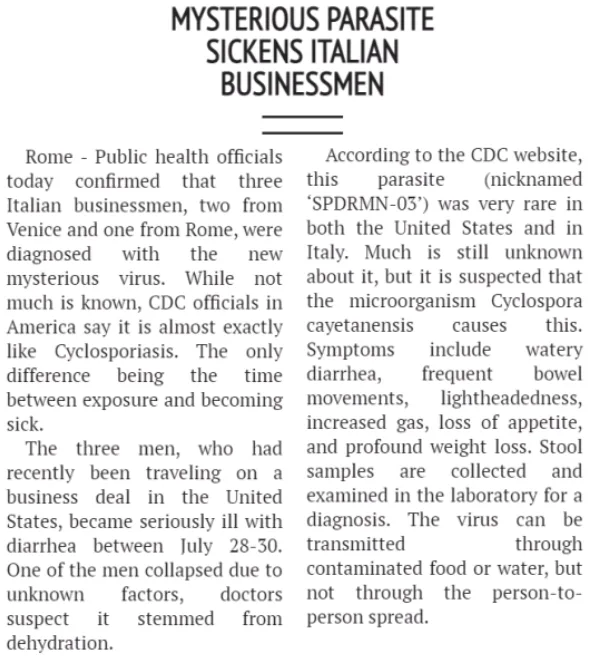 MYSTERIOUS PARASITE
SICKENS ITALIAN
BUSINESSMEN
Rome - Public health officials
today confirmed that three
Italian businessmen, two from
Venice and one from Rome, were
diagnosed with the new
mysterious virus. While not
much is known, CDC officials in
America say it is almost exactly
like Cyclosporiasis. The only
difference being the time
between exposure and becoming
sick.
The three men, who had
recently been traveling on a
business deal in the United
States, became seriously ill with
diarrhea between July 28-30.
One of the men collapsed due to
unknown factors, doctors
suspect it stemmed from
dehydration.
According to the CDC website,
this parasite (nicknamed
‘SPDRMN-03’) was very rare in
both the United States and in
Italy. Much is still unknown
about it, but it is suspected that
the microorganism Cyclospora
cayetanensis causes this.
Symptoms include watery
diarrhea, frequent bowel
movements, lightheadedness,
increased gas, loss of appetite,
and profound weight loss. Stool
samples are collected and
examined in the laboratory for a
diagnosis. The virus can be
transmitted through
contaminated food or water, but
not through the person-to-
person spread.